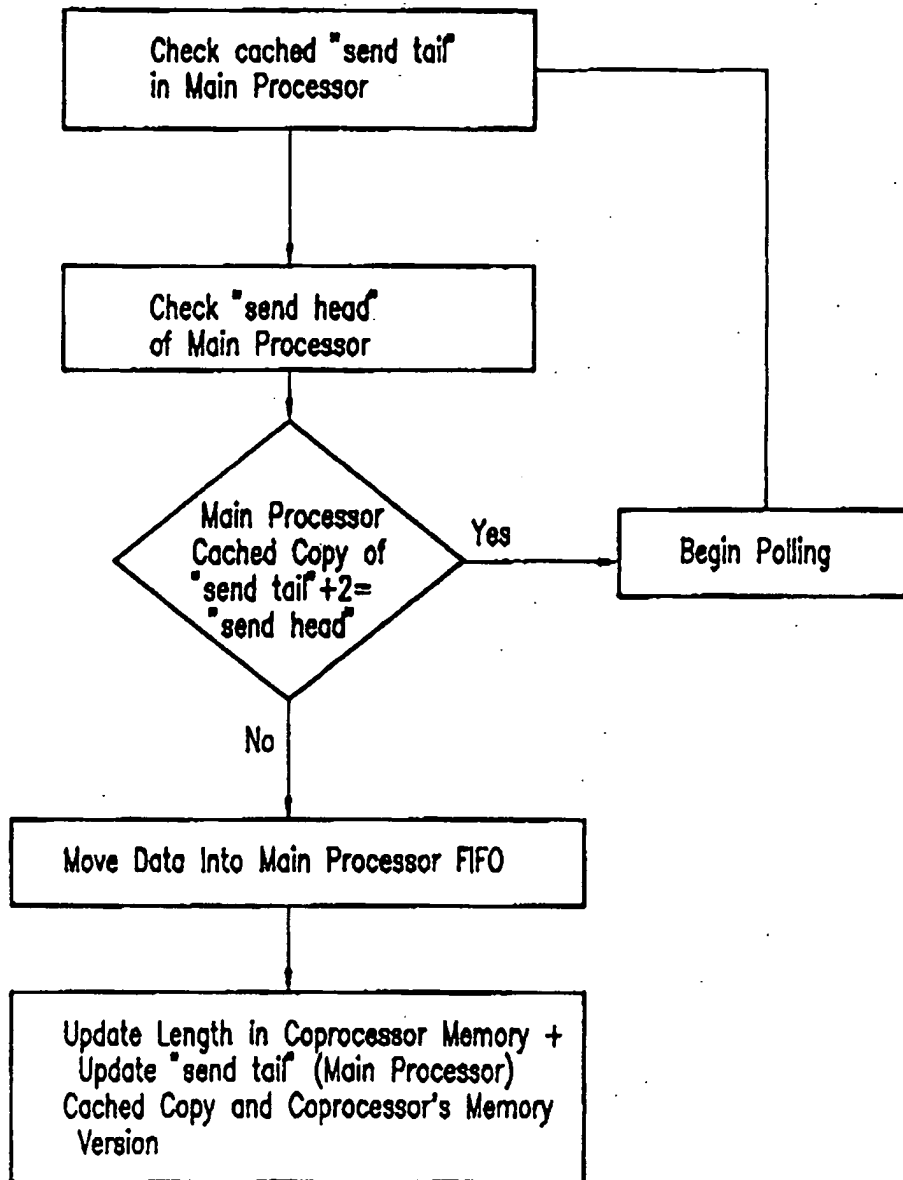 Check cached "send tail"
in Main Processor
Check "send head"
of Main Processor
Main Processor
Cached Copy of
"send tail"+2=
"send head"
Yes
Begin Polling
No
Move Data Into Main Processor FIFO
Update Length in Coprocessor Memory +
Update "send tail" (Main Processor)
Cached Copy and Coprocessor's Memory
Version